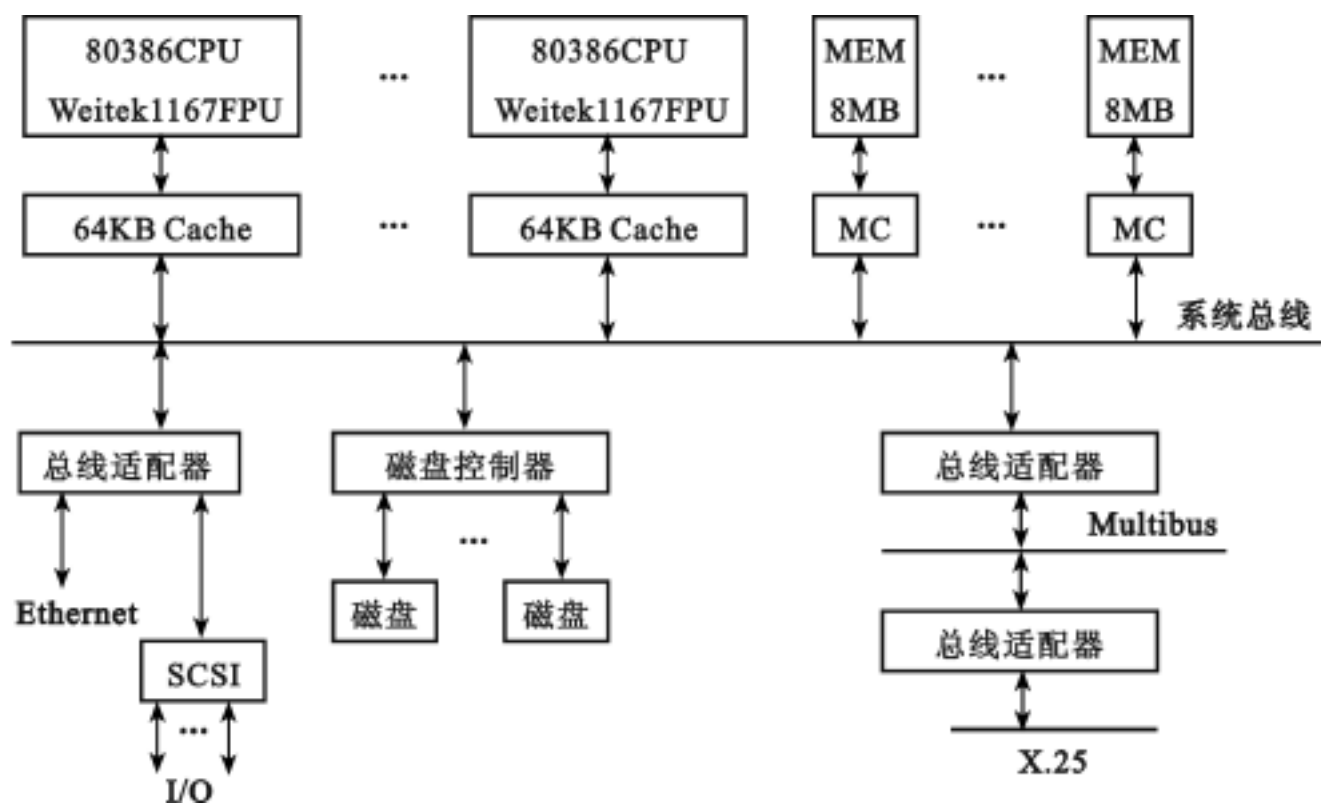 80386CPU
Weitek1167FPU
...
80386CPU
Weitek1167FPU
MEM
8MB
...
MEM
8MB
64KB Cache
...
64KB Cache
MC
...
MC
系统总线
总线适配器
磁盘控制器
总线适配器
Multibus
...
Ethernet
磁盘
磁盘
总线适配器
SCSI
...
I/O
X.25